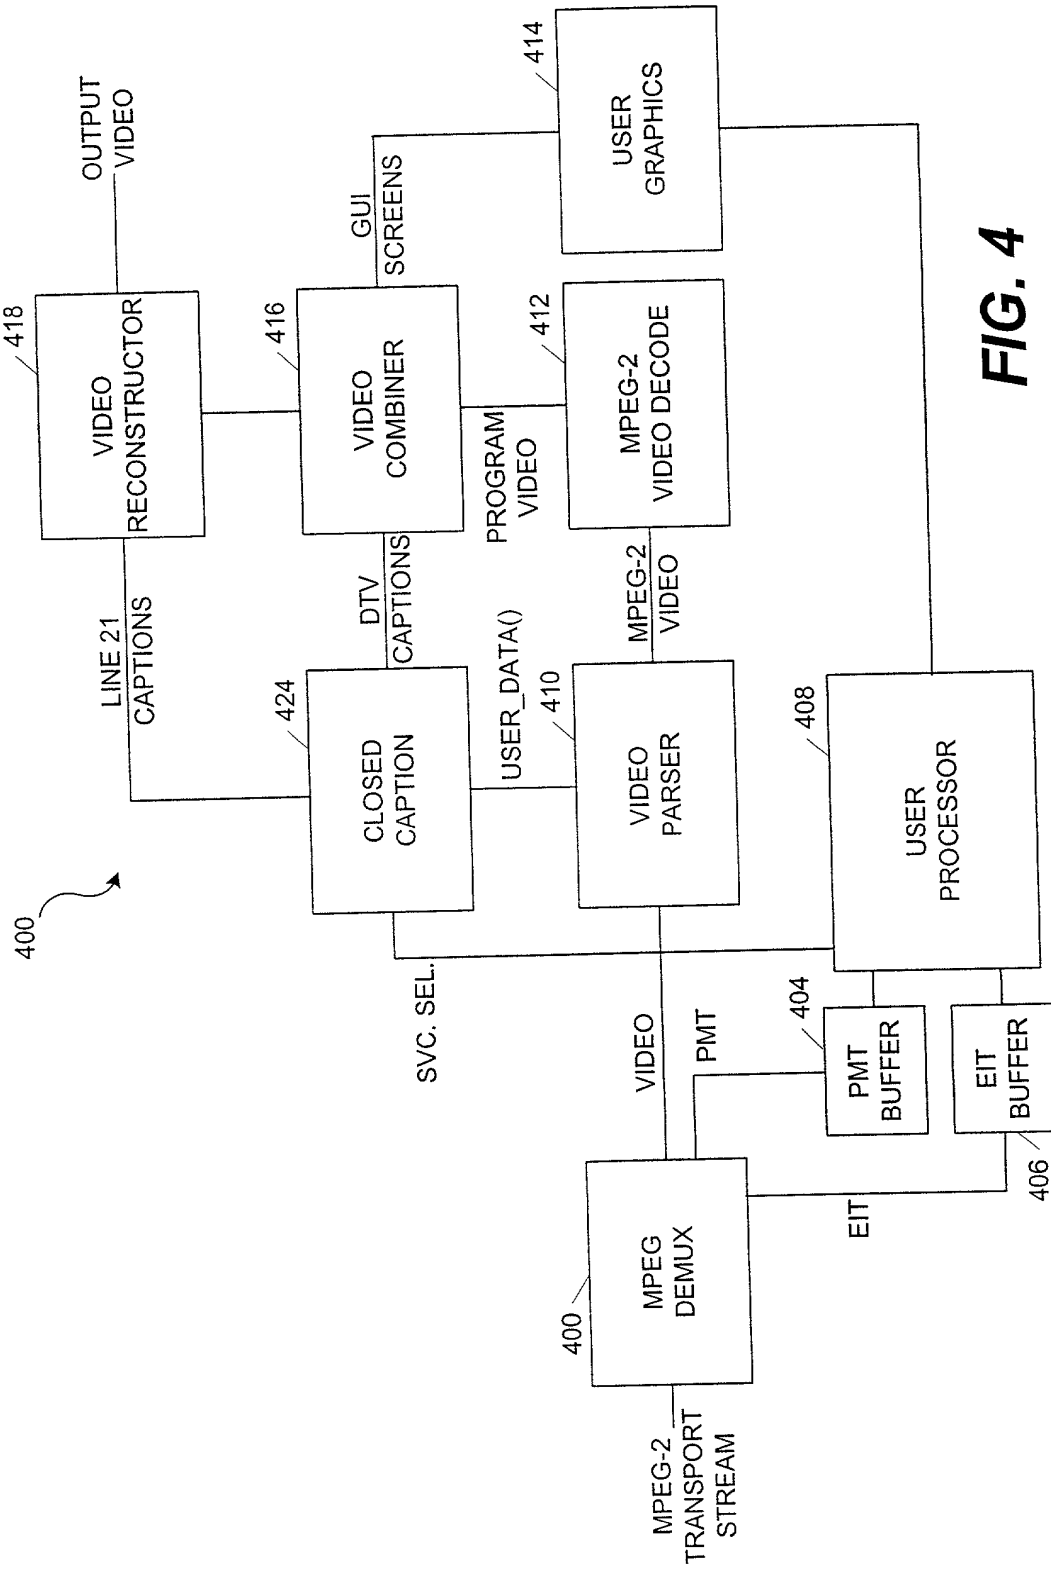 400
LINE 21
CAPTIONS
418
VIDEO
RECONSTRUCTOR
OUTPUT
VIDEO
SVC. SEL.
424
CLOSED
CAPTION
DTV
CAPTIONS
416
VIDEO
COMBINER
GUI
SCREENS
USER_DATA()
PROGRAM
VIDEO
MPEG-2
TRANSPORT
STREAM
400
MPEG
DEMUX
VIDEO
PMT
410
VIDEO
PARSER
MPEG-2
VIDEO
412
MPEG-2
VIDEO DECODE
414
USER
GRAPHICS
EIT
404
PMT
BUFFER
406
EIT
BUFFER
408
USER
PROCESSOR
FIG. 4